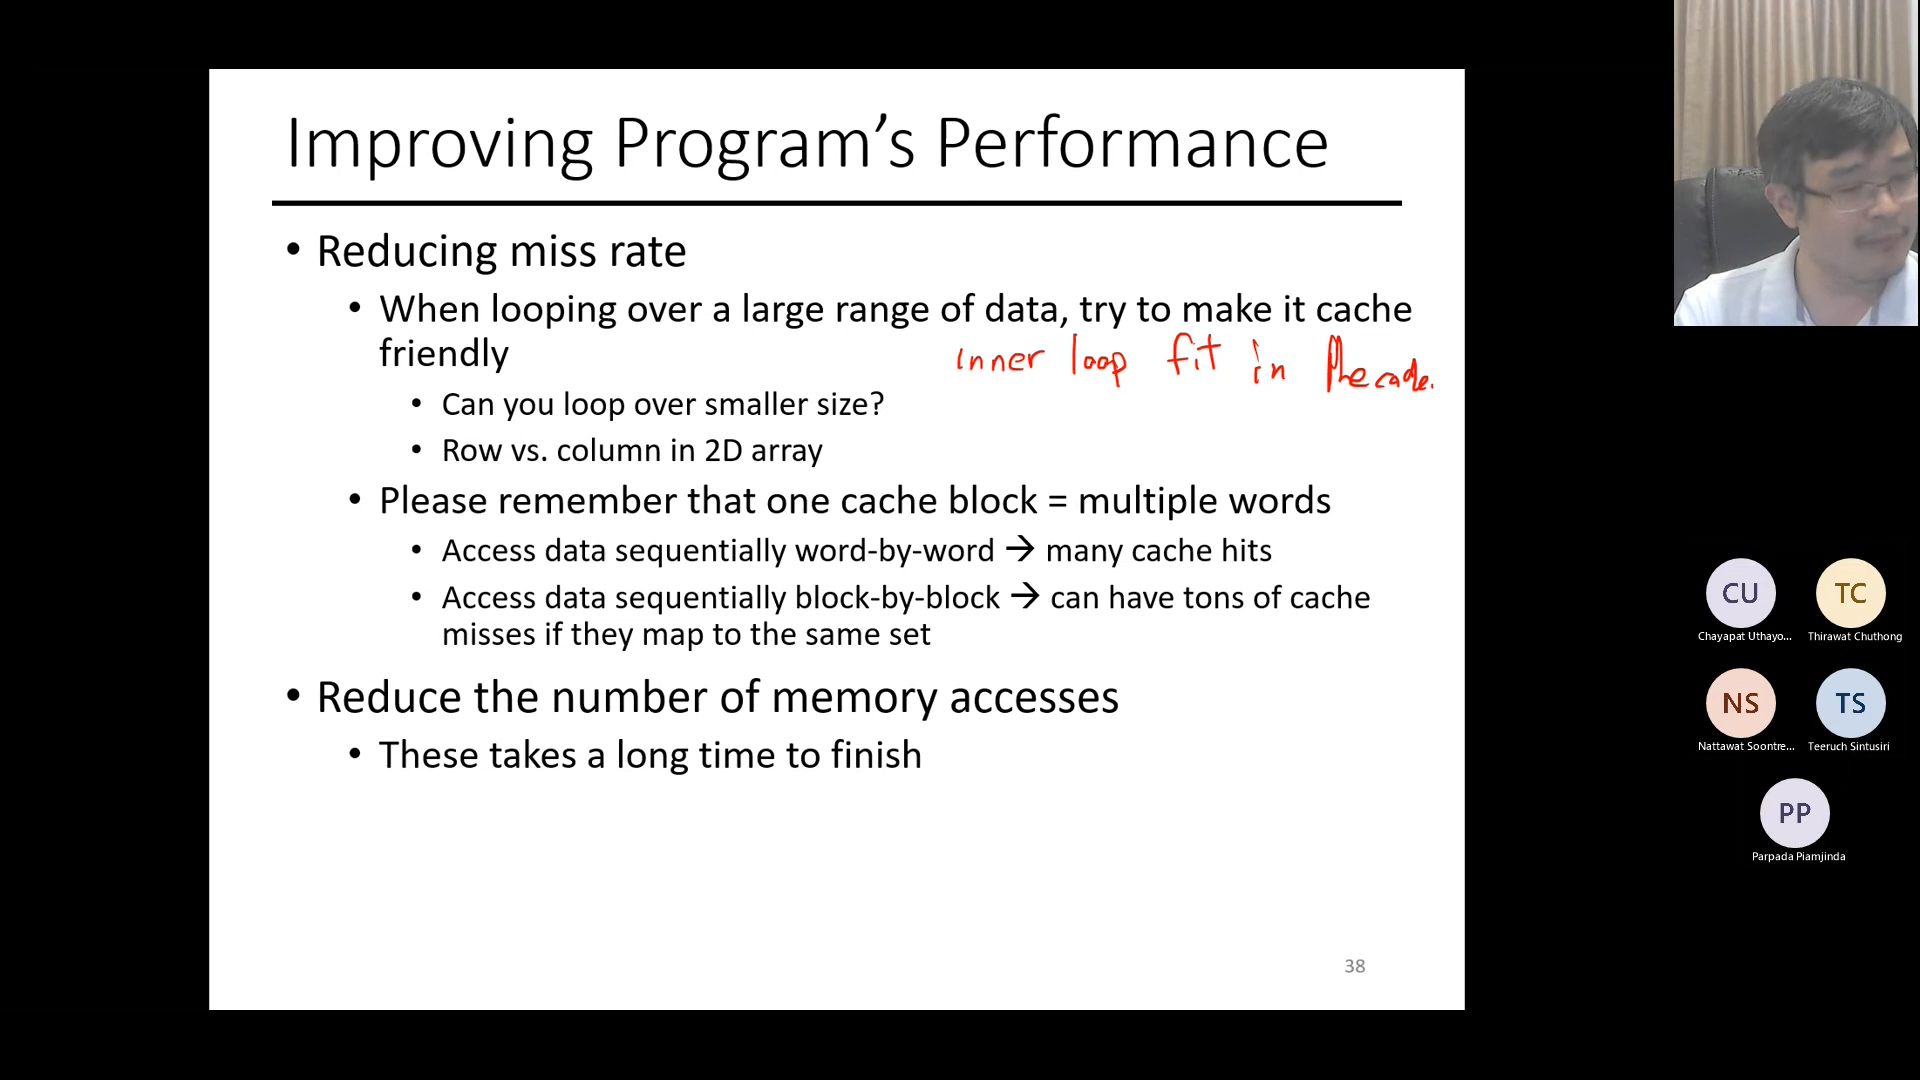 Improving Program’s Performance
• Reducing miss rate
• When looping over a large range of data, try to make it cache
friendly
inner loop fit in the cache.
• Can you loop over smaller size?
• Row vs. column in 2D array
• Please remember that one cache block = multiple words
• Access data sequentially word-by-word → many cache hits
• Access data sequentially block-by-block → can have tons of cache
misses if they map to the same set
• Reduce the number of memory accesses
• These takes a long time to finish
38
CU
TC
Chayapat Uthayo...
Thirawat Chuthong
NS
TS
Nattawat Soontre...
Teeruch Sintusiri
PP
Parpada Piamjinda